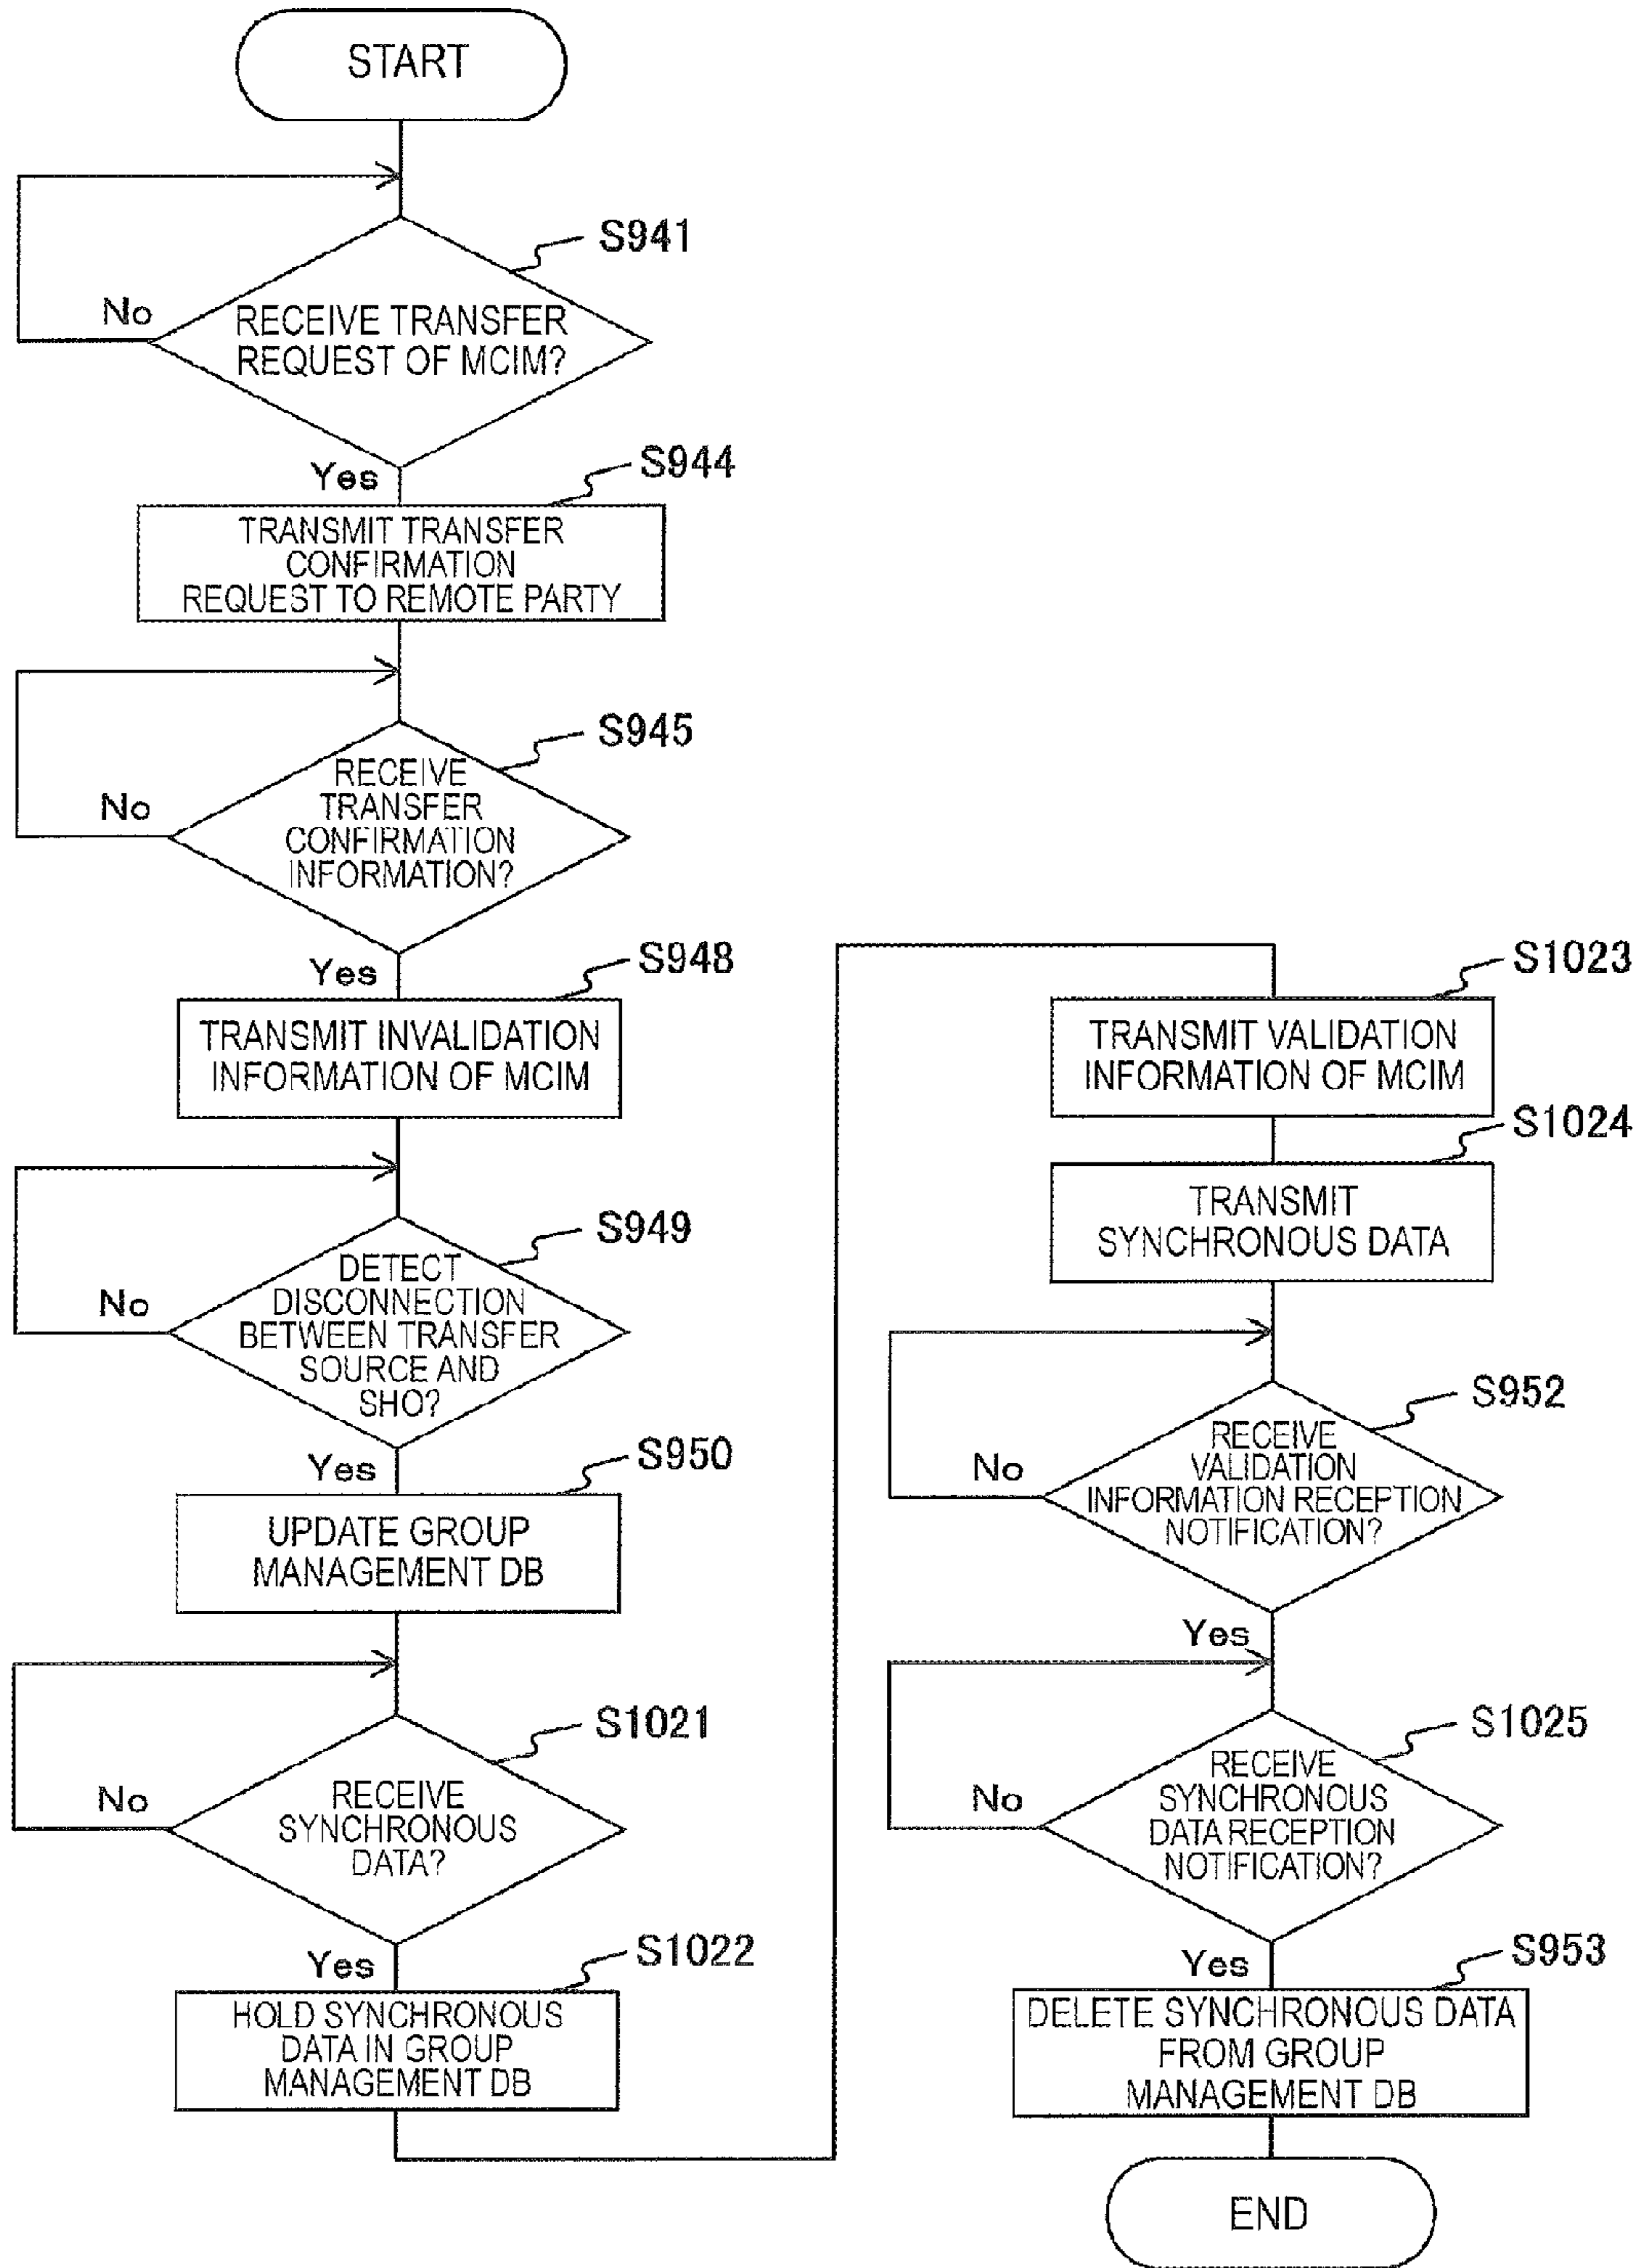 START
S941
No
RECEIVE TRANSFER
REQUEST OF MCIM?
Yes
S944
TRANSMIT TRANSFER
CONFIRMATION
REQUEST TO REMOTE PARTY
S945
No
RECEIVE
TRANSFER
CONFIRMATION
INFORMATION?
Yes
S948
TRANSMIT INVALIDATION
INFORMATION OF MCIM
S949
No
DETECT
DISCONNECTION
BETWEEN TRANSFER
SOURCE AND
SHO?
Yes
S950
UPDATE GROUP
MANAGEMENT DB
S1021
No
RECEIVE
SYNCHRONOUS
DATA?
Yes
S1022
HOLD SYNCHRONOUS
DATA IN GROUP
MANAGEMENT DB
S1023
TRANSMIT VALIDATION
INFORMATION OF MCIM
S1024
TRANSMIT
SYNCHRONOUS DATA
S952
No
RECEIVE
VALIDATION
INFORMATION RECEPTION
NOTIFICATION?
Yes
S1025
No
RECEIVE
SYNCHRONOUS
DATA RECEPTION
NOTIFICATION?
Yes
S953
DELETE SYNCHRONOUS DATA
FROM GROUP
MANAGEMENT DB
END